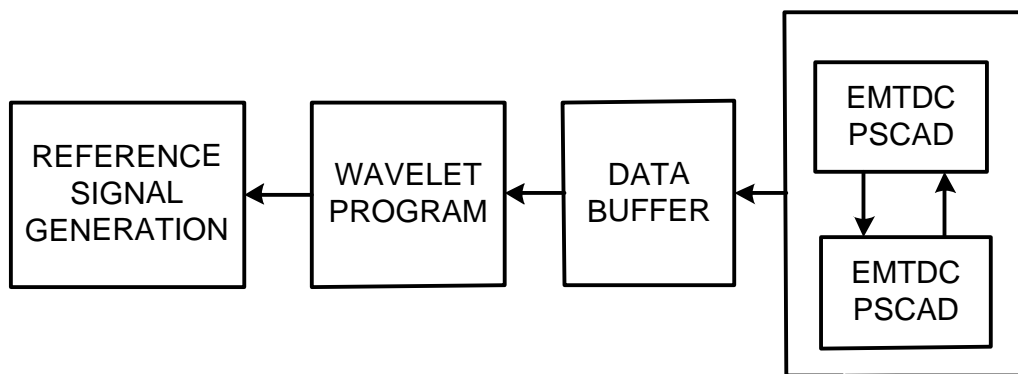 REFERENCE
SIGNAL
GENERATION
WAVELET
PROGRAM
DATA
BUFFER
EMTDC
PSCAD
EMTDC
PSCAD